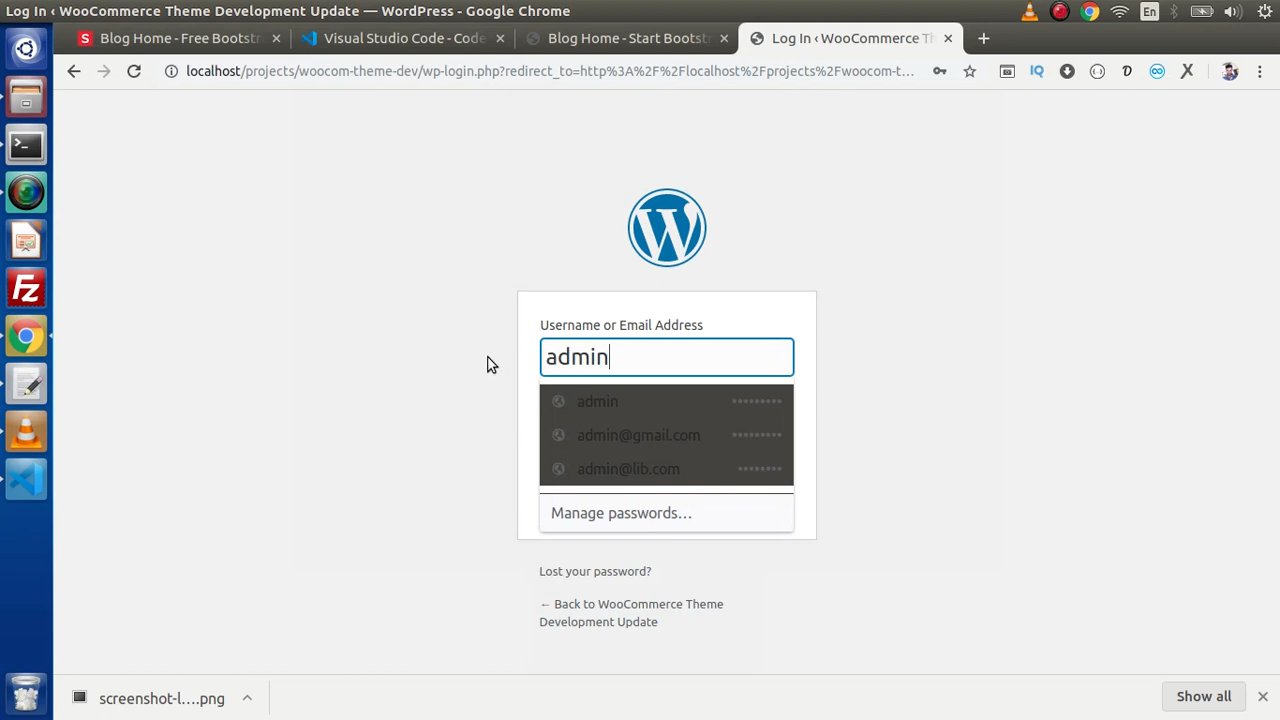 Log In ‹ WooCommerce Theme Development Update — WordPress - Google Chrome
En
Blog Home - Free Bootstr
Visual Studio Code - Code
Blog Home - Start Bootst
Log In ‹ WooCommerce Th
localhost/projects/woocom-theme-dev/wp-login.php?redirect_to=http%3A%2F%2Flocalhost%2Fprojects%2Fwoocom-t...
Username or Email Address
admin
admin
admin@gmail.com
admin@lib.com
Manage passwords...
Lost your password?
← Back to WooCommerce Theme
Development Update
screenshot-l....png
Show all